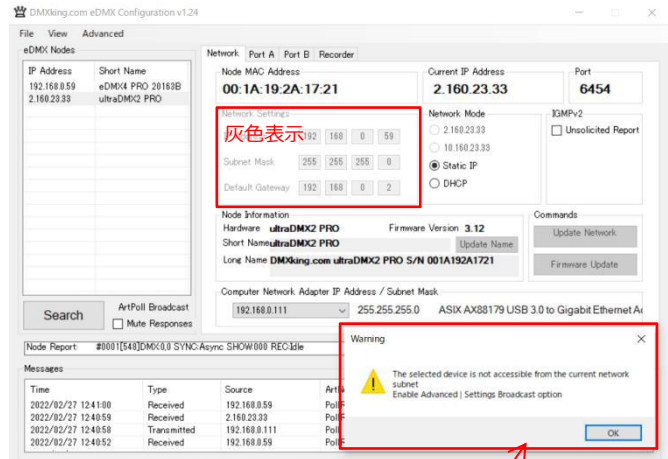 DMXking.com eDMX Configuration v1.24
File View Advanced
eDMX Nodes
IP Address Short Name
192.168.0.59 eDMX4 PRO 20163B
2.160.23.33 ultraDMX2 PRO
Search
ArtPoll Broadcast
Mute Responses
Network Port A Port B Recorder
Node MAC Address
00:1A:19:2A:17:21
Current IP Address
2.160.23.33
Port
6454
Network Settings
灰色表示
192 168 0 59
Subnet Mask 255 255 255 0
Default Gateway 192 168 0 2
Network Mode
2.160.23.33
10.160.23.33
Static IP
DHCP
IGMPv2
Unsolicited Report
Node Information
Hardware ultraDMX2 PRO Firmware Version 3.12
Short Name ultraDMX2 PRO Update Name
Long Name DMXking.com ultraDMX2 PRO S/N 001A192A1721
Commands
Update Network
Firmware Update
Computer Network Adapter IP Address / Subnet Mask
192.168.0.111 255.255.255.0 ASIX AX88179 USB 3.0 to Gigabit Ethernet
Node Report: #0001[548]DMX:0,0 SYNC:Async SHOW:000 REC:Idle
Messages
Time Type Source
2022/02/27 12:41:00 Received 192.168.0.59
2022/02/27 12:40:59 Received 2.160.23.33
2022/02/27 12:40:58 Transmitted 192.168.0.111
2022/02/27 12:40:52 Received 192.168.0.59
Warning
The selected device is not accessible from the current network
subnet
Enable Advanced | Settings Broadcast option
OK